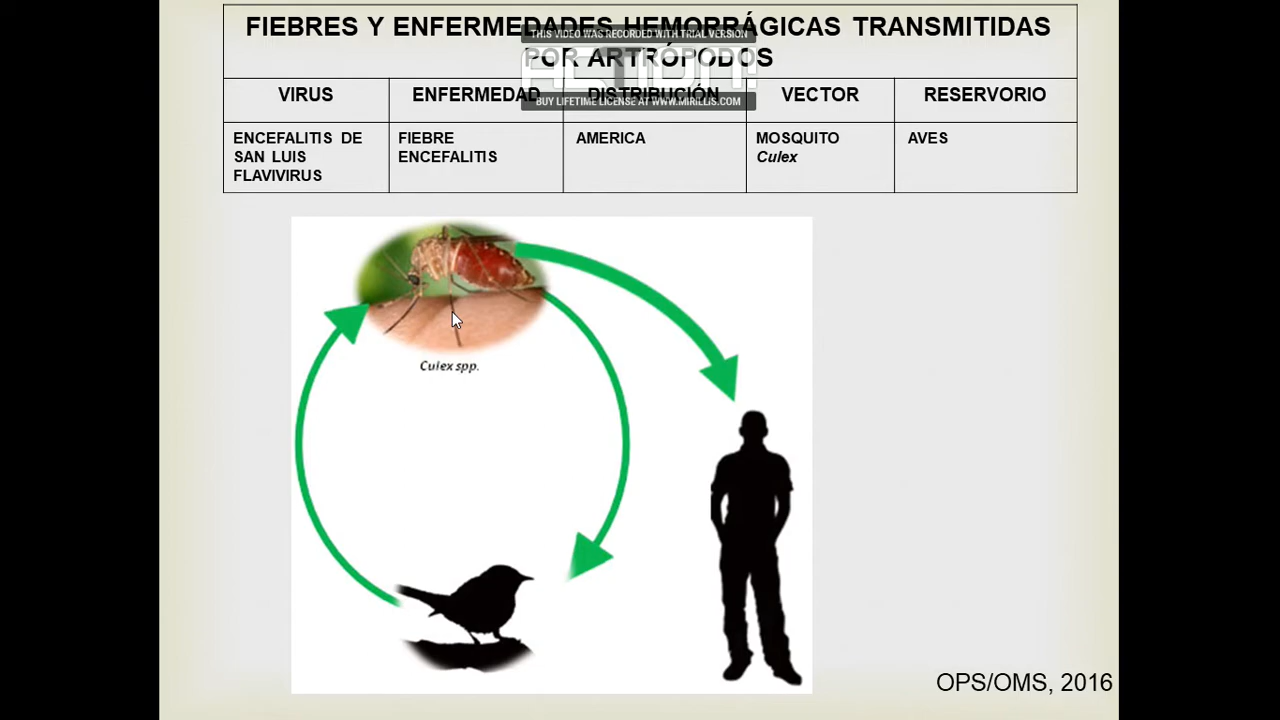 FIEBRES Y ENFERMEDADES HEMORRÁGICAS TRANSMITIDAS
THIS VIDEO WAS RECORDED WITH TRIAL VERSION
POR ARTRÓPODOS
ACTION!
BUY LIFETIME LICENSE AT WWW.MIRILLIS.COM
VIRUS ENFERMEDAD DISTRIBUCIÓN VECTOR RESERVORIO
ENCEFALITIS DE SAN LUIS FLAVIVIRUS
FIEBRE ENCEFALITIS
AMERICA
MOSQUITO Culex
AVES
Culex spp.
OPS/OMS, 2016